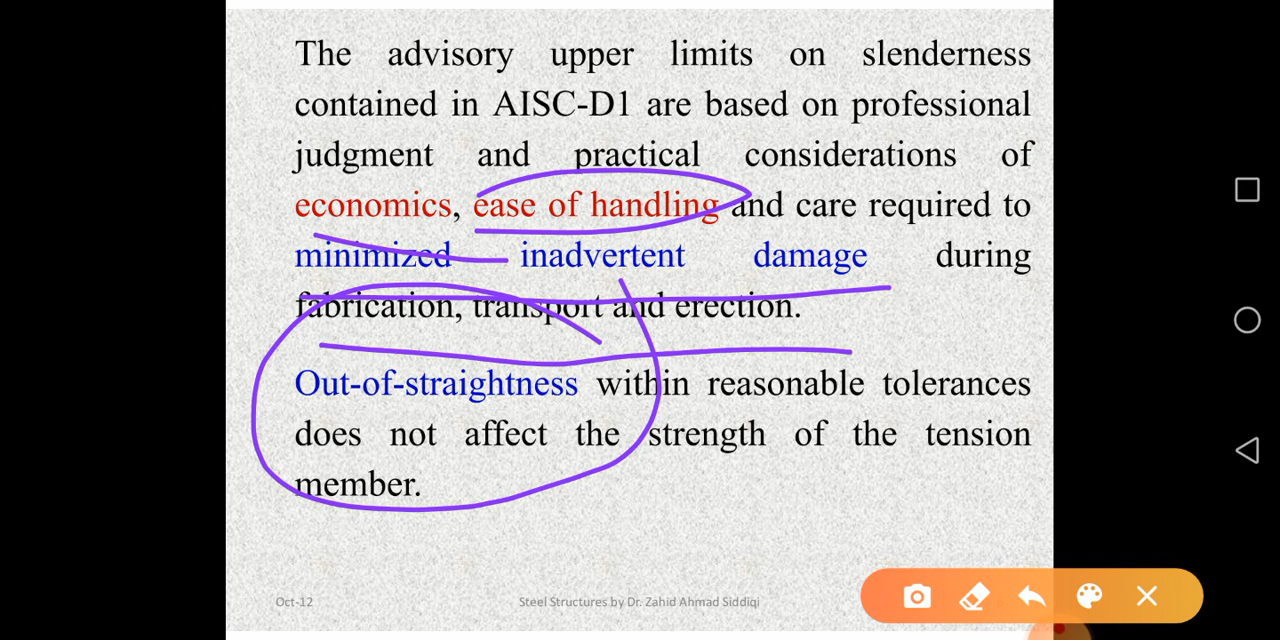 The advisory upper limits on slenderness
contained in AISC-D1 are based on professional
judgment and practical considerations of
economics, ease of handling and care required to
minimized inadvertent damage during
fabrication, transport and erection.
Out-of-straightness within reasonable tolerances
does not affect the strength of the tension
member.
Oct-12 Steel Structures by Dr. Zahid Ahmad Siddiqi